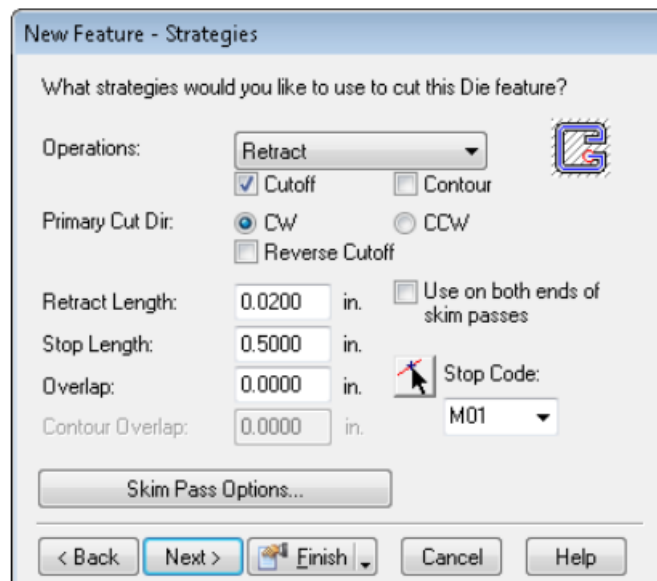 New Feature - Strategies
What strategies would you like to use to cut this Die feature?
Operations: Retract
Cutoff Contour
Primary Cut Dir: CW CCW
Reverse Cutoff
Retract Length: 0.0200 in. Use on both ends of
skim passes
Stop Length: 0.5000 in.
Stop Code:
Overlap: 0.0000 in.
M01
Contour Overlap: 0.0000 in.
Skim Pass Options...
< Back Next > Finish Cancel Help